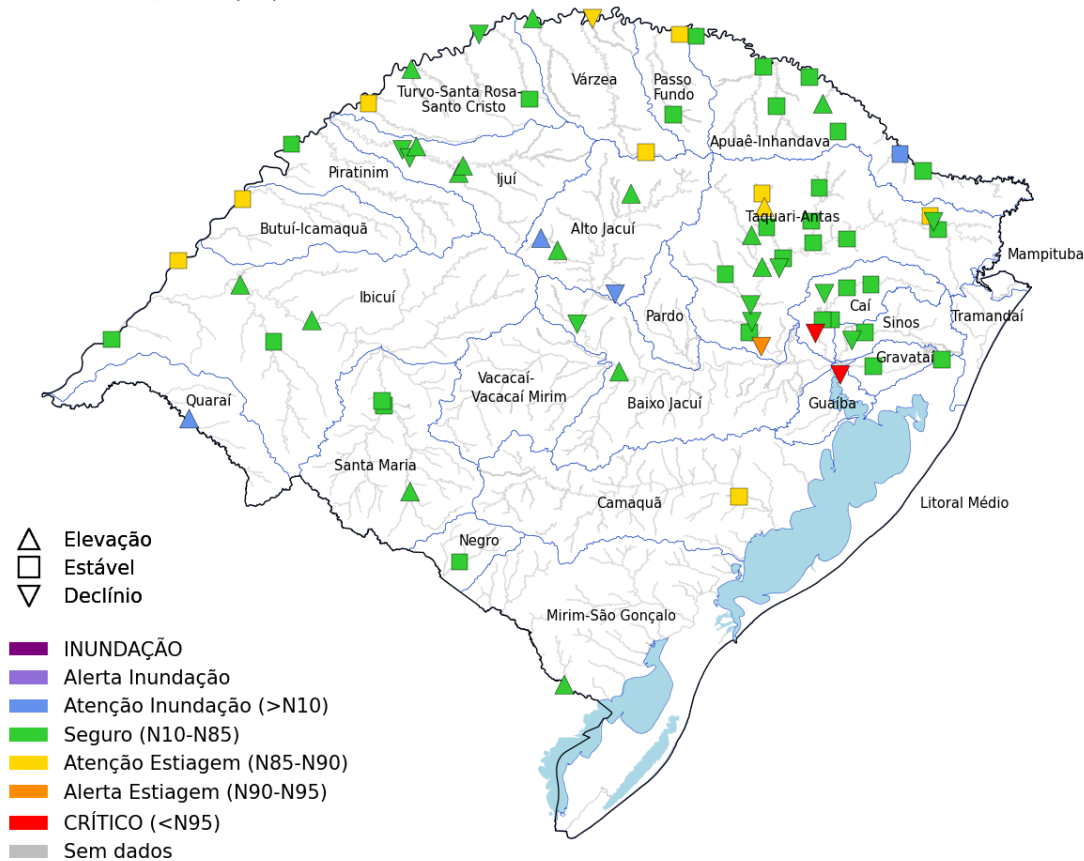 Várzea
Passo
Fundo
Turvo-Santa Rosa-
Santo Cristo
Apuaê-Inhandava
Piratinim
Ijuí
Taquari-Antas
Butuí-Icamaquã
Alto Jacuí
Mampituba
Ibicuí
Caí
Pardo
Tramandaí
Sinos
Gravataí
Vacacaí-
Vacacaí Mirim
Quaraí
Baixo Jacuí
Guaíba
Santa Maria
Camaquã
Litoral Médio
Negro
Mirim-São Gonçalo
Elevação
Estável
Declínio
INUNDAÇÃO
Alerta Inundação
Atenção Inundação (>N10)
Seguro (N10-N85)
Atenção Estiagem (N85-N90)
Alerta Estiagem (N90-N95)
CRÍTICO (<N95)
Sem dados